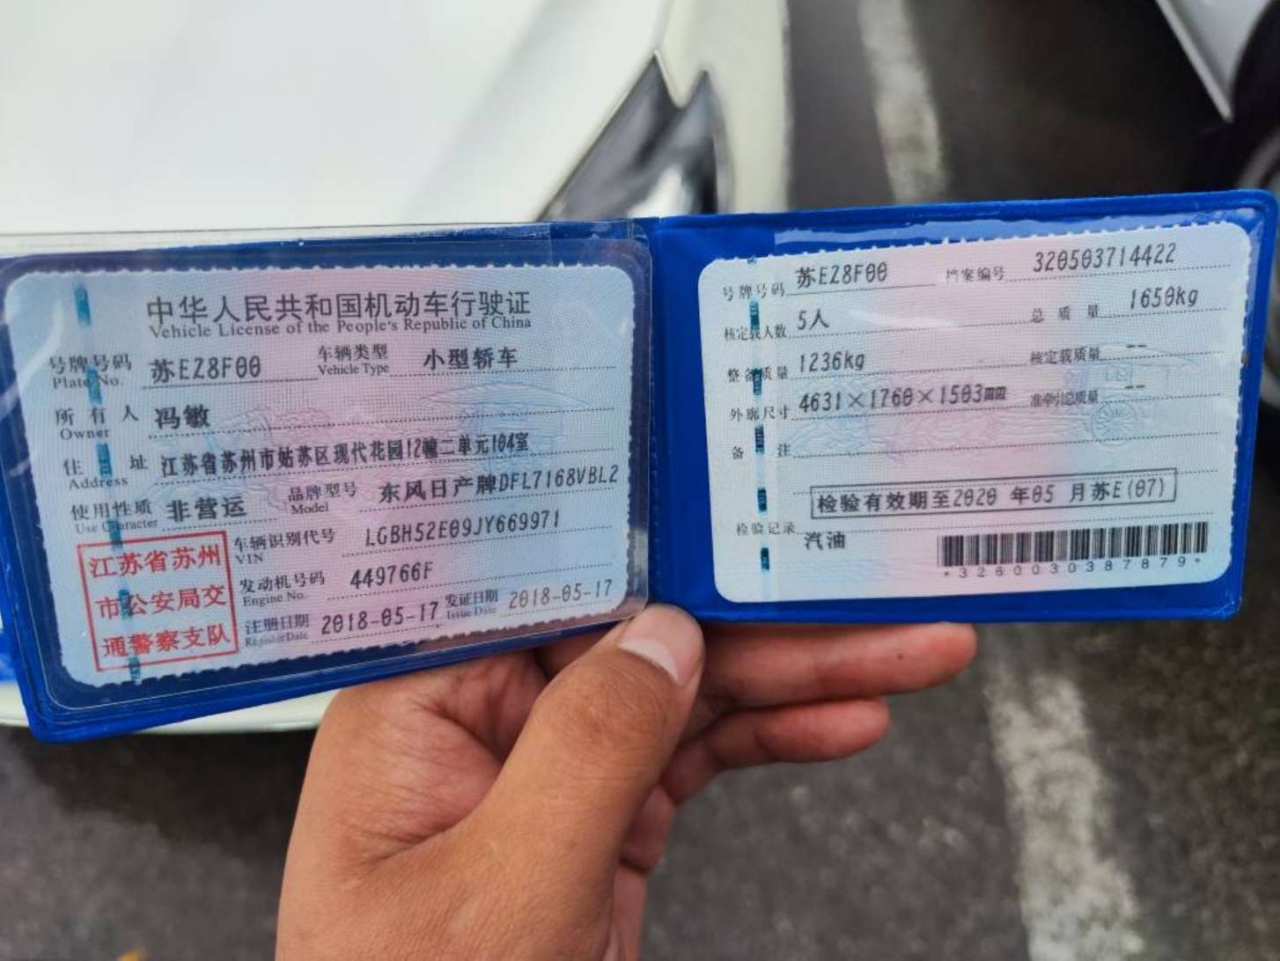 中华人民共和国机动车行驶证
Vehicle License of the People's Republic of China
号牌号码 苏EZ8F00 车辆类型 小型轿车
Plate No. Vehicle Type
所有人 冯敏
Owner
住址 江苏省苏州市姑苏区现代花园12幢二单元104室
Address
使用性质 非营运 品牌型号 东风日产牌DFL7168VBL2
Use Character Model
车辆识别代号 LGBH52E09JY669971
VIN
发动机号码 449766F
Engine No.
注册日期 2018-05-17 发证日期 2018-05-17
Register Date Issue Date
江苏省苏州
市公安局交
通警察支队
号牌号码 苏EZ8F00 档案编号 320503714422
核定载人数 5人 总质量 1650kg
整备质量 1236kg 核定载质量 --
外廓尺寸 4631×1760×1503mm 准牵引总质量 --
备注
检验有效期至2020 年05 月苏E(07)
检验记录
汽油
*3260030387879*